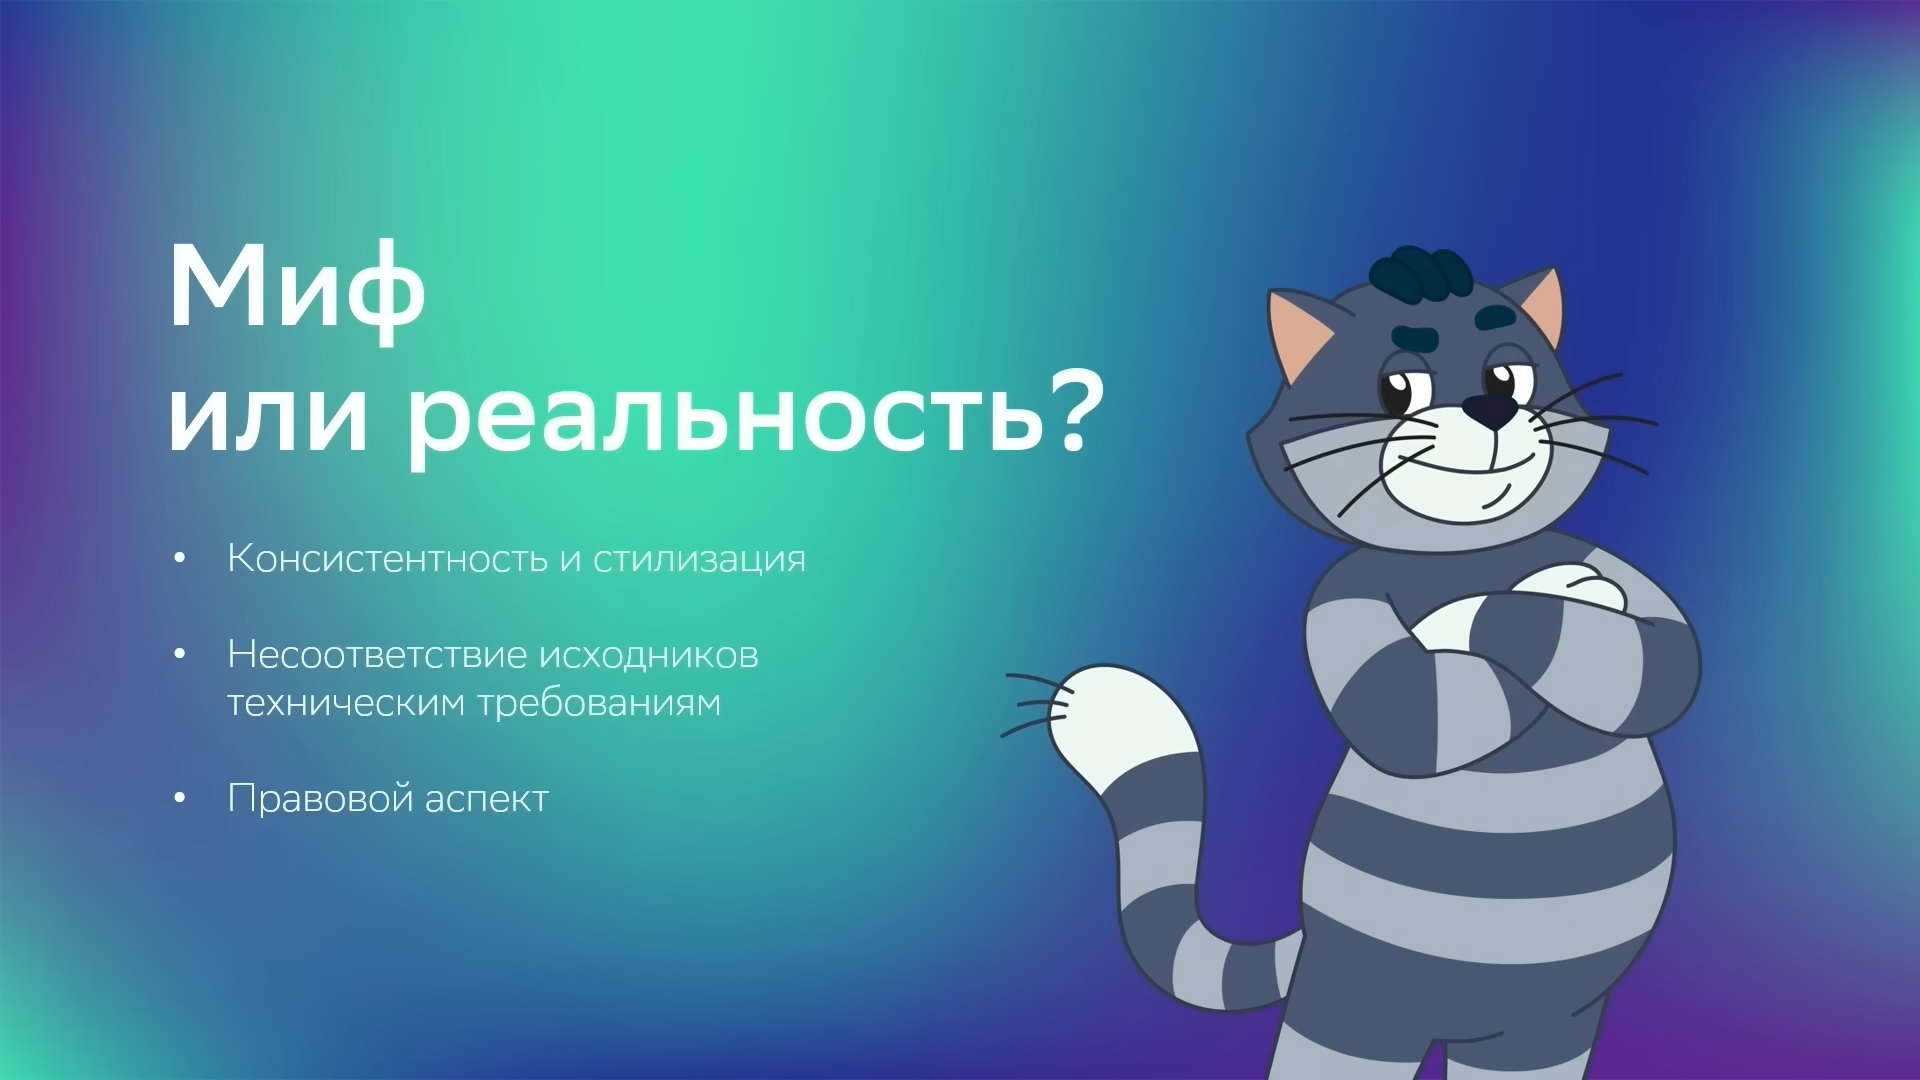 Миф
или реальность?
• Консистентность и стилизация
• Несоответствие исходников
техническим требованиям
• Правовой аспект